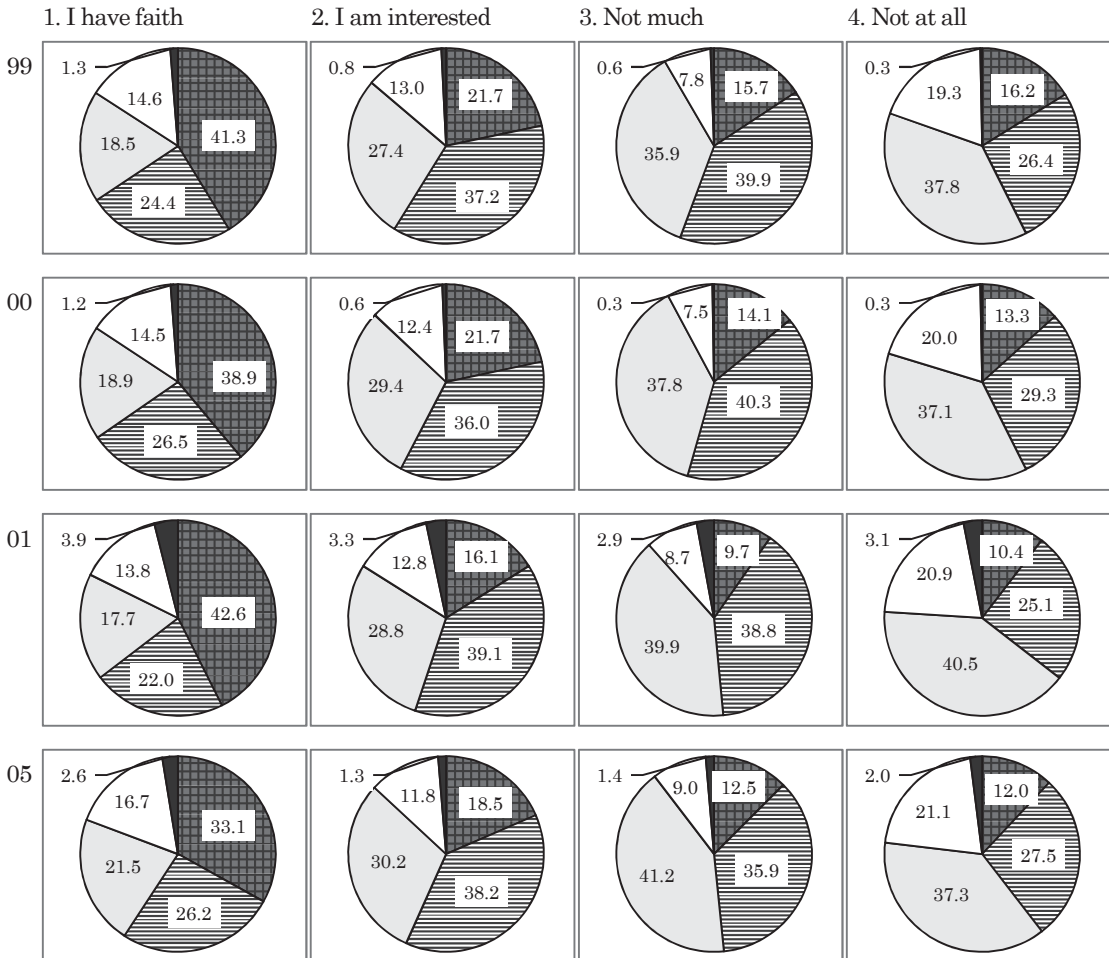 1. I have faith 2. I am interested 3. Not much 4. Not at all
99
1.3 14.6 41.3 18.5 24.4
0.8 13.0 21.7 27.4 37.2
0.6 7.8 15.7 35.9 39.9
0.3 19.3 16.2 26.4 37.8
00
1.2 14.5 38.9 18.9 26.5
0.6 12.4 21.7 29.4 36.0
0.3 7.5 14.1 37.8 40.3
0.3 20.0 13.3 37.1 29.3
01
3.9 13.8 42.6 17.7 22.0
3.3 12.8 16.1 28.8 39.1
2.9 8.7 9.7 39.9 38.8
3.1 20.9 10.4 25.1 40.5
05
2.6 16.7 33.1 21.5 26.2
1.3 11.8 18.5 30.2 38.2
1.4 9.0 12.5 41.2 35.9
2.0 21.1 12.0 27.5 37.3